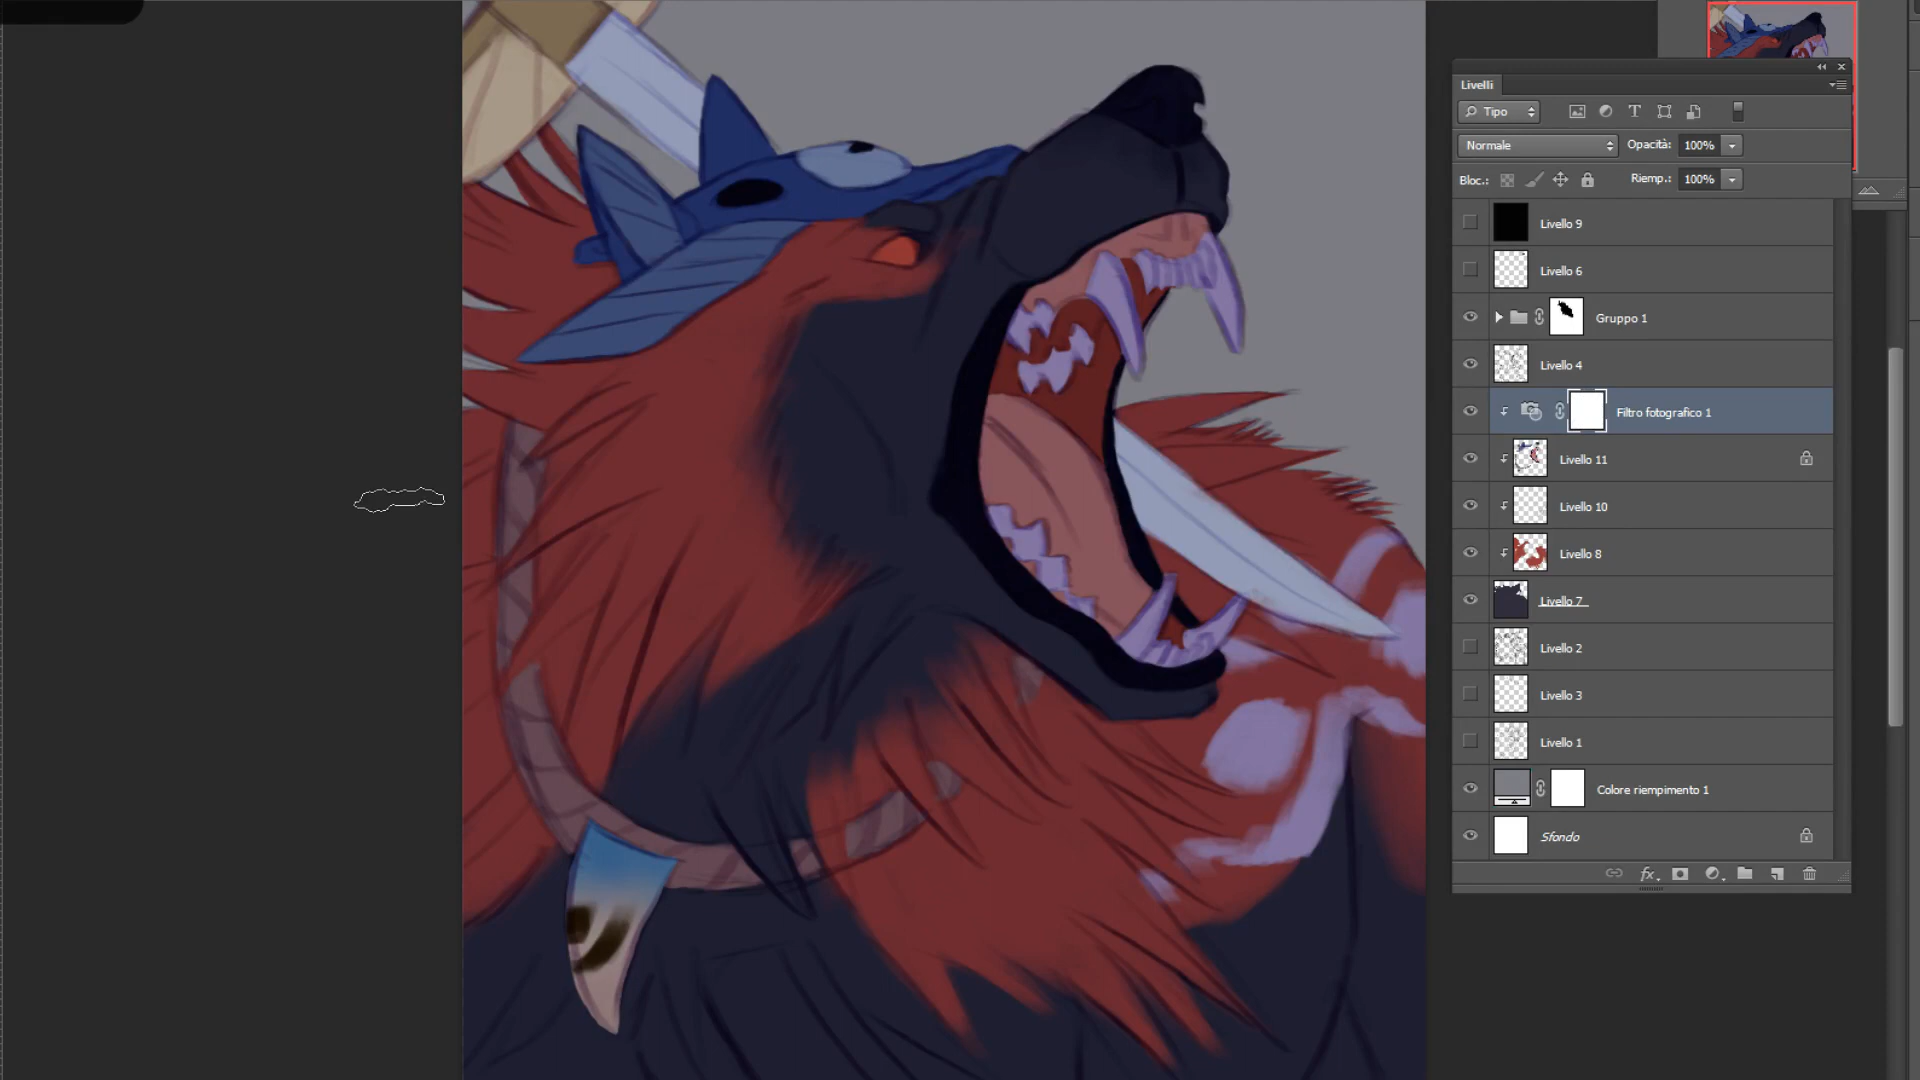 Livelli
Tipo
Normale Opacità: 100%
Bloc.: Riemp.: 100%
Livello 9
Livello 6
Gruppo 1
Livello 4
Filtro fotografico 1
Livello 11
Livello 10
Livello 8
Livello 7
Livello 2
Livello 3
Livello 1
Colore riempimento 1
Sfondo
fx